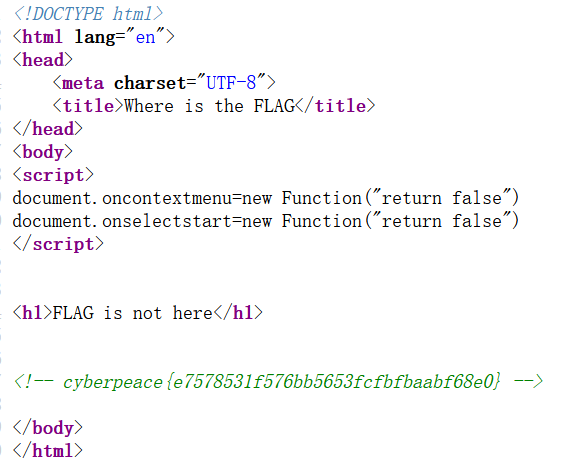 <!DOCTYPE html>
<html lang="en">
<head>
    <meta charset="UTF-8">
    <title>Where is the FLAG</title>
</head>
<body>
<script>
document.oncontextmenu=new Function("return false")
document.onselectstart=new Function("return false")
</script>
<h1>FLAG is not here</h1>
<!-- cyberpeace{e7578531f576bb5653fcfbfbaabf68e0} -->
</body>
</html>